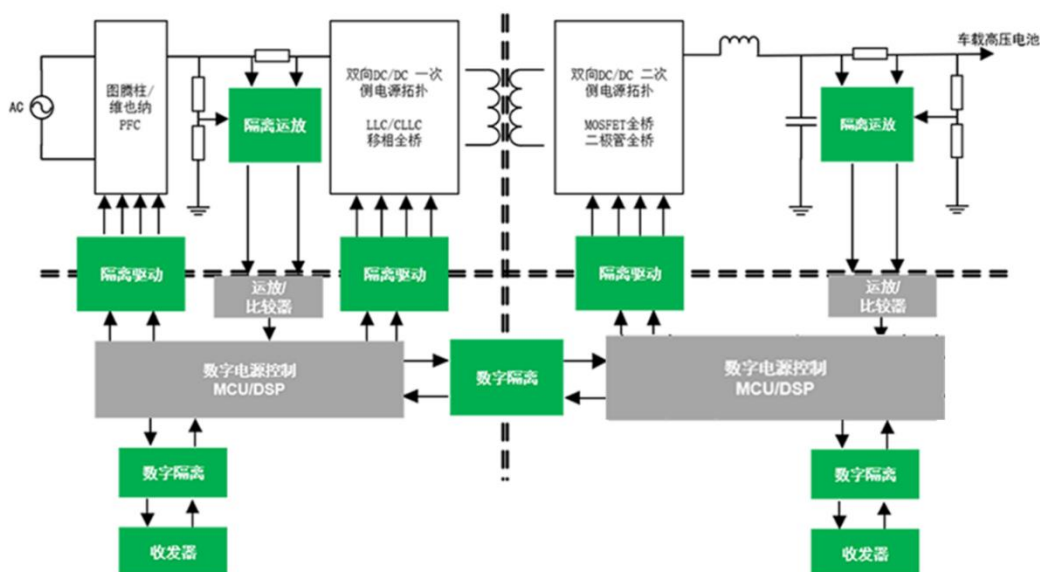 车载高压电池
AC
图腾柱/
维也纳
PFC
隔离运放
双向DC/DC 一次
侧电源拓扑
LLC/CLLC
移相全桥
双向DC/DC 二次
侧电源拓扑
MOSFET全桥
二极管全桥
隔离运放
隔离驱动
运放/
比较器
隔离驱动
隔离驱动
运放/
比较器
数字电源控制
MCU/DSP
数字隔离
数字电源控制
MCU/DSP
数字隔离
收发器
数字隔离
收发器